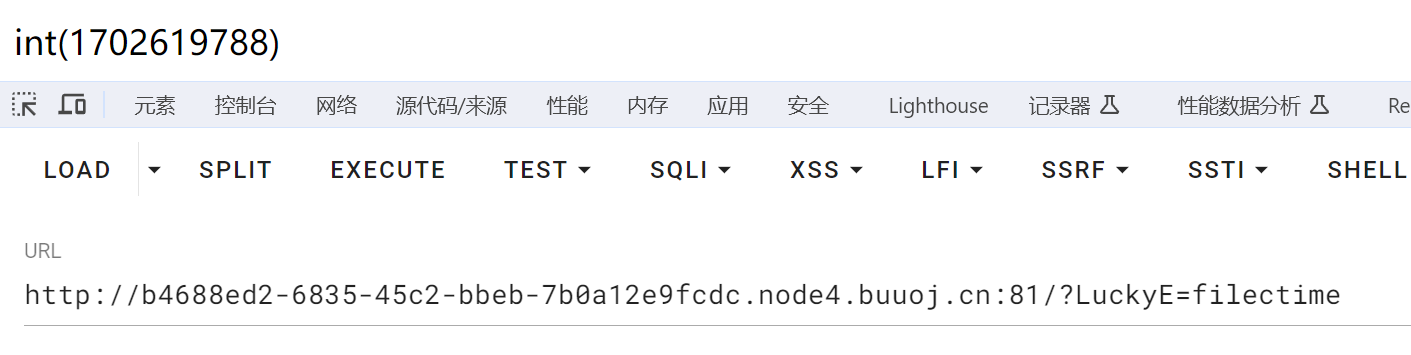 int(1702619788)
元素 控制台 网络 源代码/来源 性能 内存 应用 安全 Lighthouse 记录器 性能数据分析 Re
LOAD SPLIT EXECUTE TEST SQLI XSS LFI SSRF SSTI SHELL
URL
http://b4688ed2-6835-45c2-bbeb-7b0a12e9fcdc.node4.buuoj.cn:81/?LuckyE=filectime